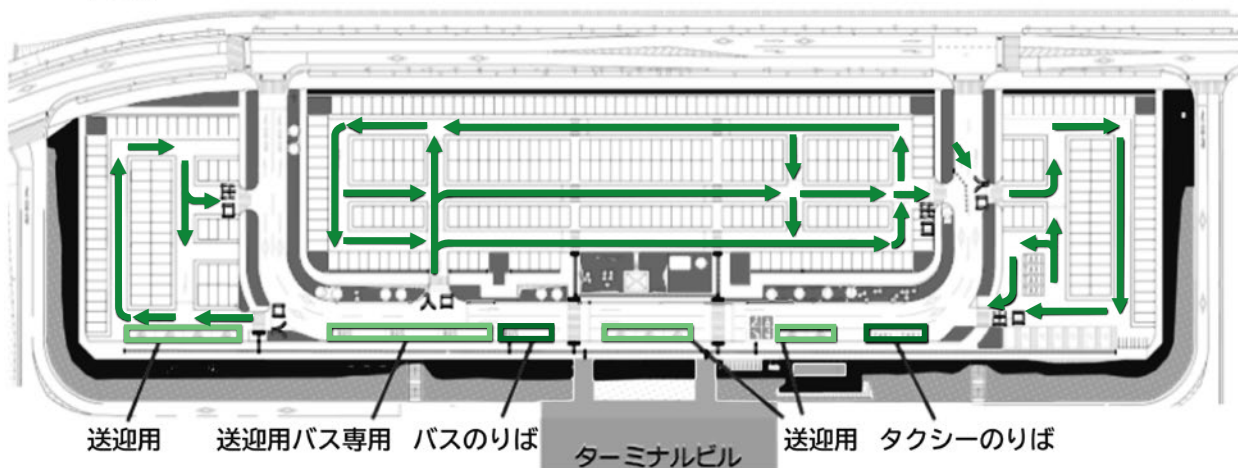 出口
入口
入口
出口
入口
出口
送迎用
送迎用バス専用
バスのりば
送迎用
タクシーのりば
ターミナルビル